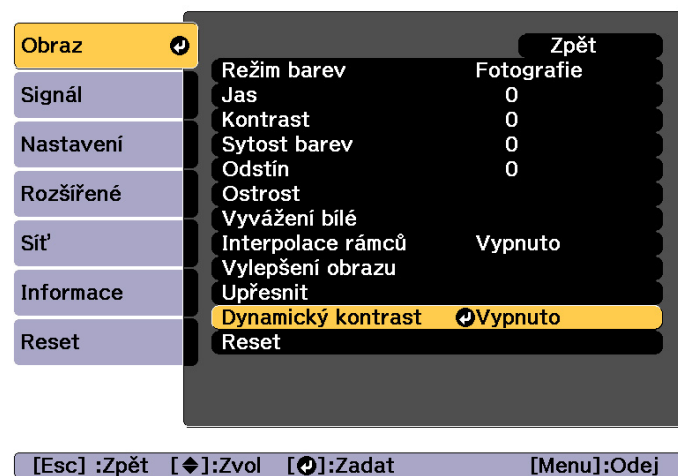 Obraz
Signál
Nastavení
Rozšířené
Síť
Informace
Reset
Zpět
Režim barev Fotografie
Jas 0
Kontrast 0
Sytost barev 0
Odstín 0
Ostrost
Vyvážení bílé
Interpolace rámců Vypnuto
Vylepšení obrazu
Upřesnit
Dynamický kontrast Vypnuto
Reset
[Esc] :Zpět [◆]:Zvol [↵]:Zadat [Menu]:Odej